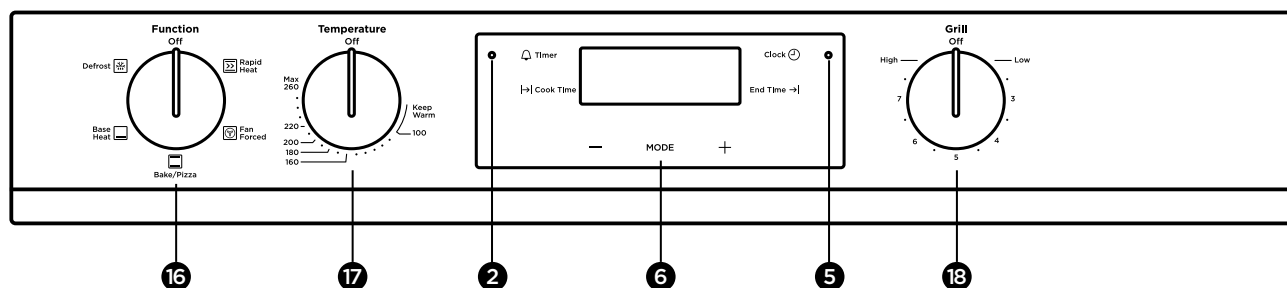 Function
Off
Defrost
Rapid
Heat
Base
Heat
Fan
Forced
Bake/Pizza
Temperature
Off
Max
260
220
200
180
160
Keep
Warm
100
Timer
Clock
Cook Time
End Time
— MODE +
Grill
Off
High
Low
7
3
6
4
5
16
17
2
6
5
18